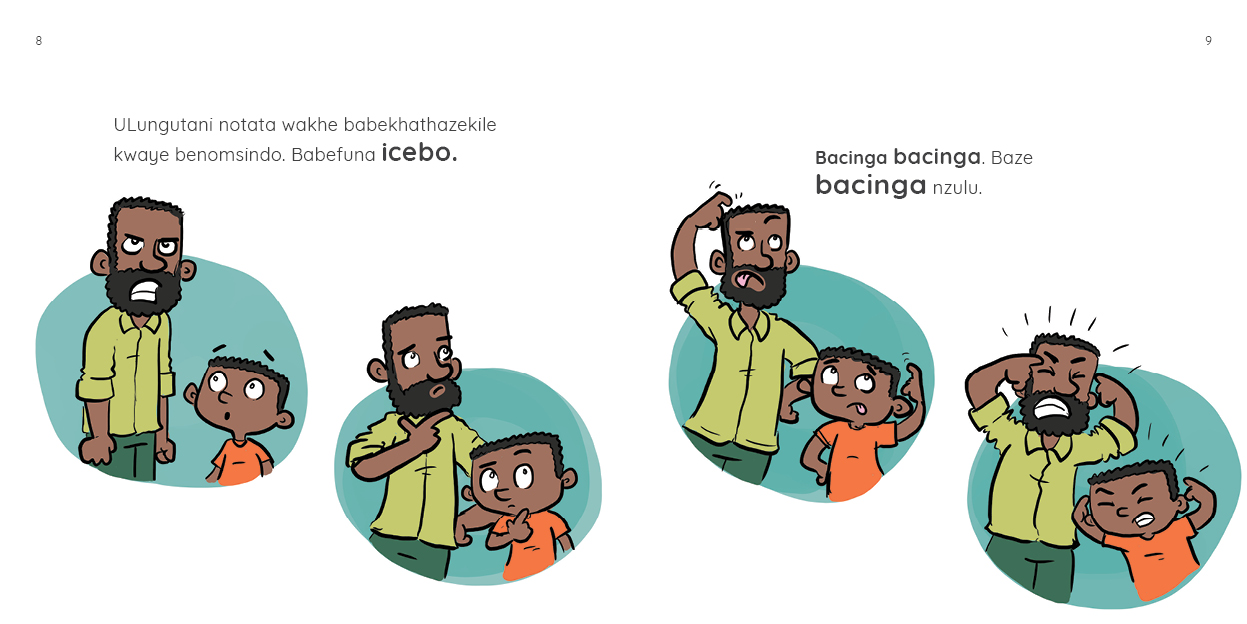 8
ULungutani notata wakhe babekhathazekile
kwaye benomsindo. Babefuna icebo.
9
Bacinga bacinga. Baze
bacinga nzulu.